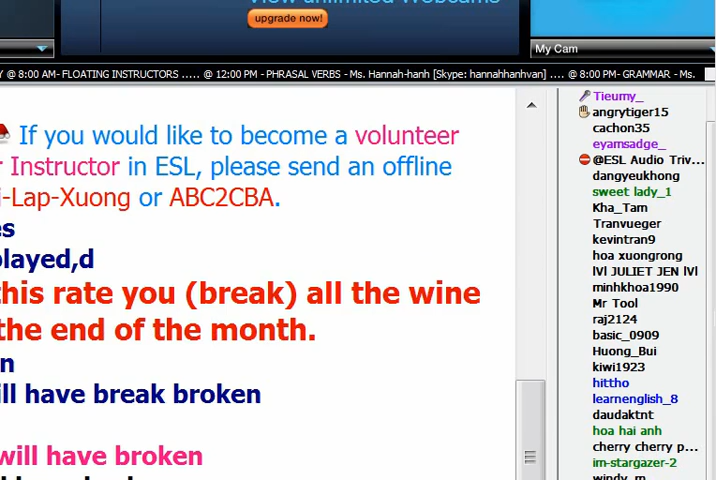 upgrade now!
My Cam
Y @ 8:00 AM- FLOATING INSTRUCTORS ..... @ 12:00 PM - PHRASAL VERBS - Ms. Hannah-hanh [Skype: hannahhanhvan] .... @ 8:00 PM- GRAMMAR - Ms.
If you would like to become a volunteer
r Instructor in ESL, please send an offline
i-Lap-Xuong or ABC2CBA.
es
played,d
this rate you (break) all the wine
the end of the month.
n
ill have break broken
will have broken
Tieumy_
angrytiger15
cachon35
eyamsadge_
@ESL Audio Triv...
dangyeukhong
sweet lady_1
Kha_Tam
Tranvueger
kevintran9
hoa xuongrong
lVl JULIET JEN lVl
minhkhoa1990
Mr Tool
raj2124
basic_0909
Huong_Bui
kiwi1923
hittho
learnenglish_8
daudaktnt
hoa hai anh
cherry cherry p...
im-stargazer-2
windy_m